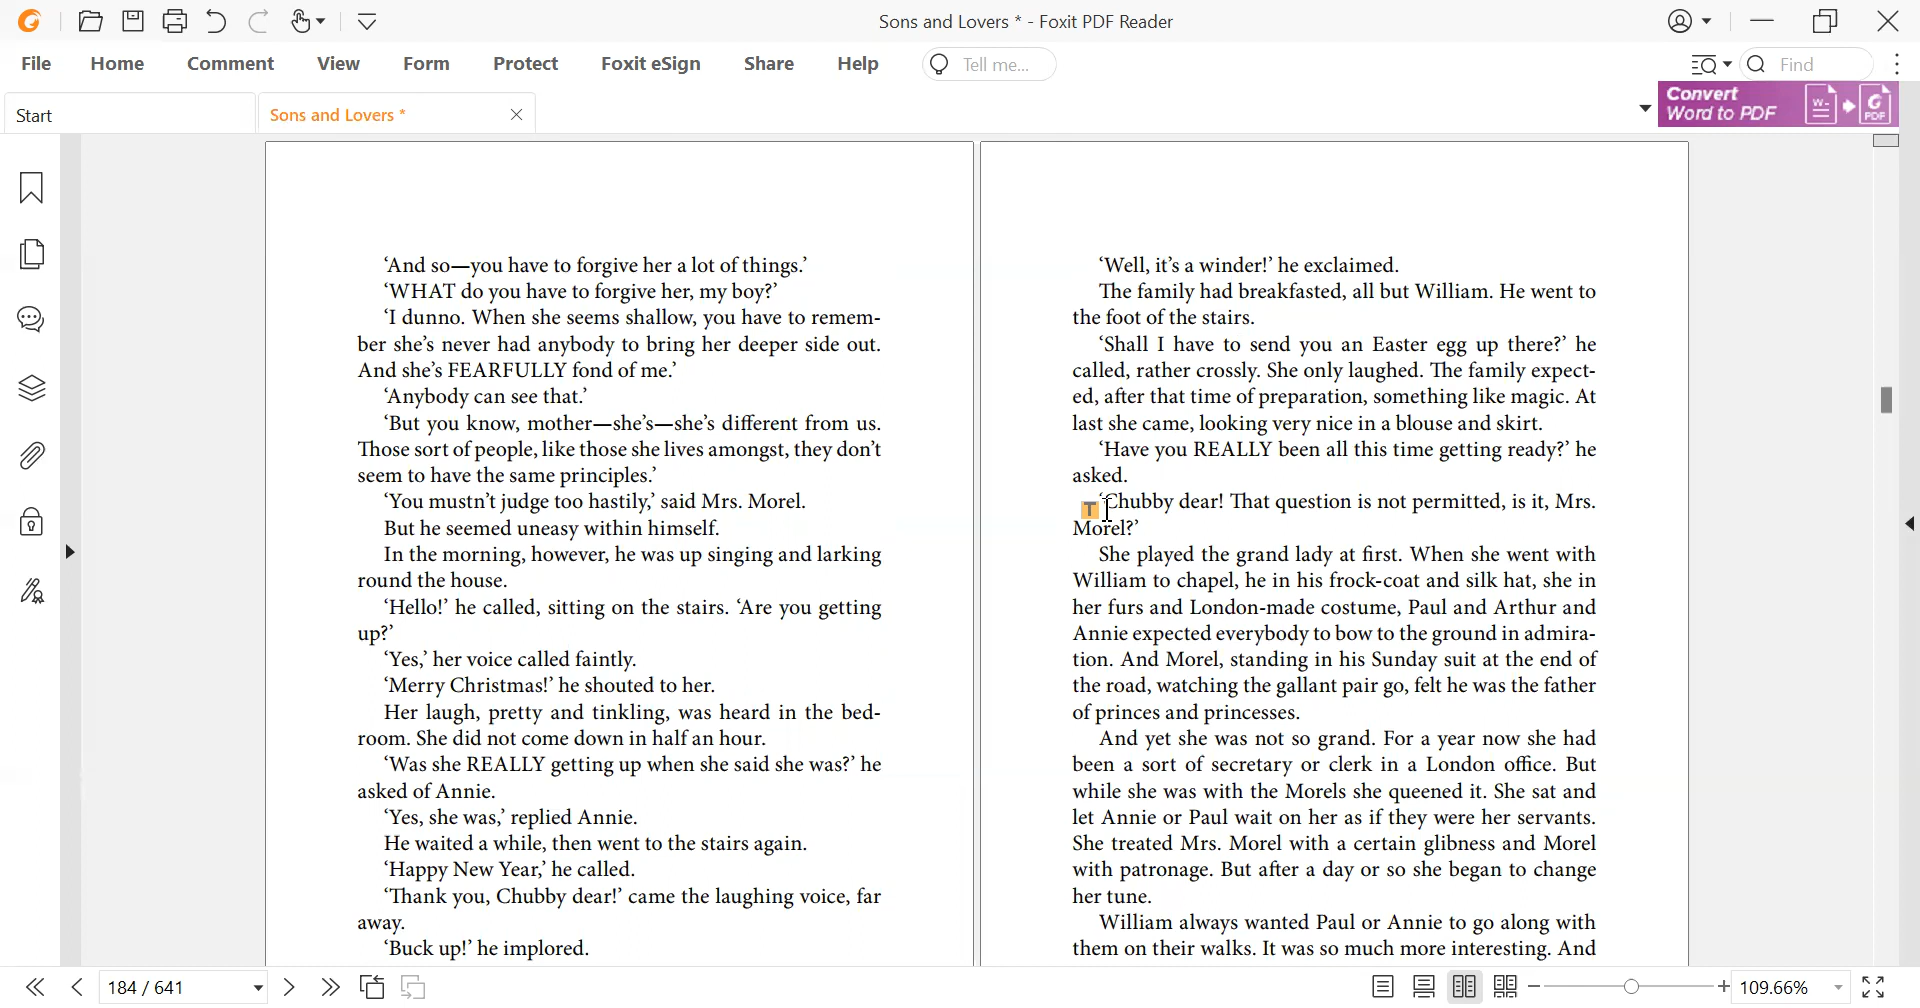 Sons and Lovers * - Foxit PDF Reader
File Home Comment View Form Protect Foxit eSign Share Help Tell me... Find
Start
Sons and Lovers *
Convert
Word to PDF
W
PDF
‘And so—you have to forgive her a lot of things.’
‘WHAT do you have to forgive her, my boy?’
‘I dunno. When she seems shallow, you have to remem-
ber she’s never had anybody to bring her deeper side out.
And she’s FEARFULLY fond of me.’
‘Anybody can see that.’
‘But you know, mother—she’s—she’s different from us.
Those sort of people, like those she lives amongst, they don’t
seem to have the same principles.’
‘You mustn’t judge too hastily,’ said Mrs. Morel.
But he seemed uneasy within himself.
In the morning, however, he was up singing and larking
round the house.
‘Hello!’ he called, sitting on the stairs. ‘Are you getting
up?’
‘Yes,’ her voice called faintly.
‘Merry Christmas!’ he shouted to her.
Her laugh, pretty and tinkling, was heard in the bed-
room. She did not come down in half an hour.
‘Was she REALLY getting up when she said she was?’ he
asked of Annie.
‘Yes, she was,’ replied Annie.
He waited a while, then went to the stairs again.
‘Happy New Year,’ he called.
‘Thank you, Chubby dear!’ came the laughing voice, far
away.
‘Buck up!’ he implored.
‘Well, it’s a winder!’ he exclaimed.
The family had breakfasted, all but William. He went to
the foot of the stairs.
‘Shall I have to send you an Easter egg up there?’ he
called, rather crossly. She only laughed. The family expect-
ed, after that time of preparation, something like magic. At
last she came, looking very nice in a blouse and skirt.
‘Have you REALLY been all this time getting ready?’ he
asked.
T
‘Chubby dear! That question is not permitted, is it, Mrs.
Morel?’
She played the grand lady at first. When she went with
William to chapel, he in his frock-coat and silk hat, she in
her furs and London-made costume, Paul and Arthur and
Annie expected everybody to bow to the ground in admira-
tion. And Morel, standing in his Sunday suit at the end of
the road, watching the gallant pair go, felt he was the father
of princes and princesses.
And yet she was not so grand. For a year now she had
been a sort of secretary or clerk in a London office. But
while she was with the Morels she queened it. She sat and
let Annie or Paul wait on her as if they were her servants.
She treated Mrs. Morel with a certain glibness and Morel
with patronage. But after a day or so she began to change
her tune.
William always wanted Paul or Annie to go along with
them on their walks. It was so much more interesting. And
184 / 641
109.66%